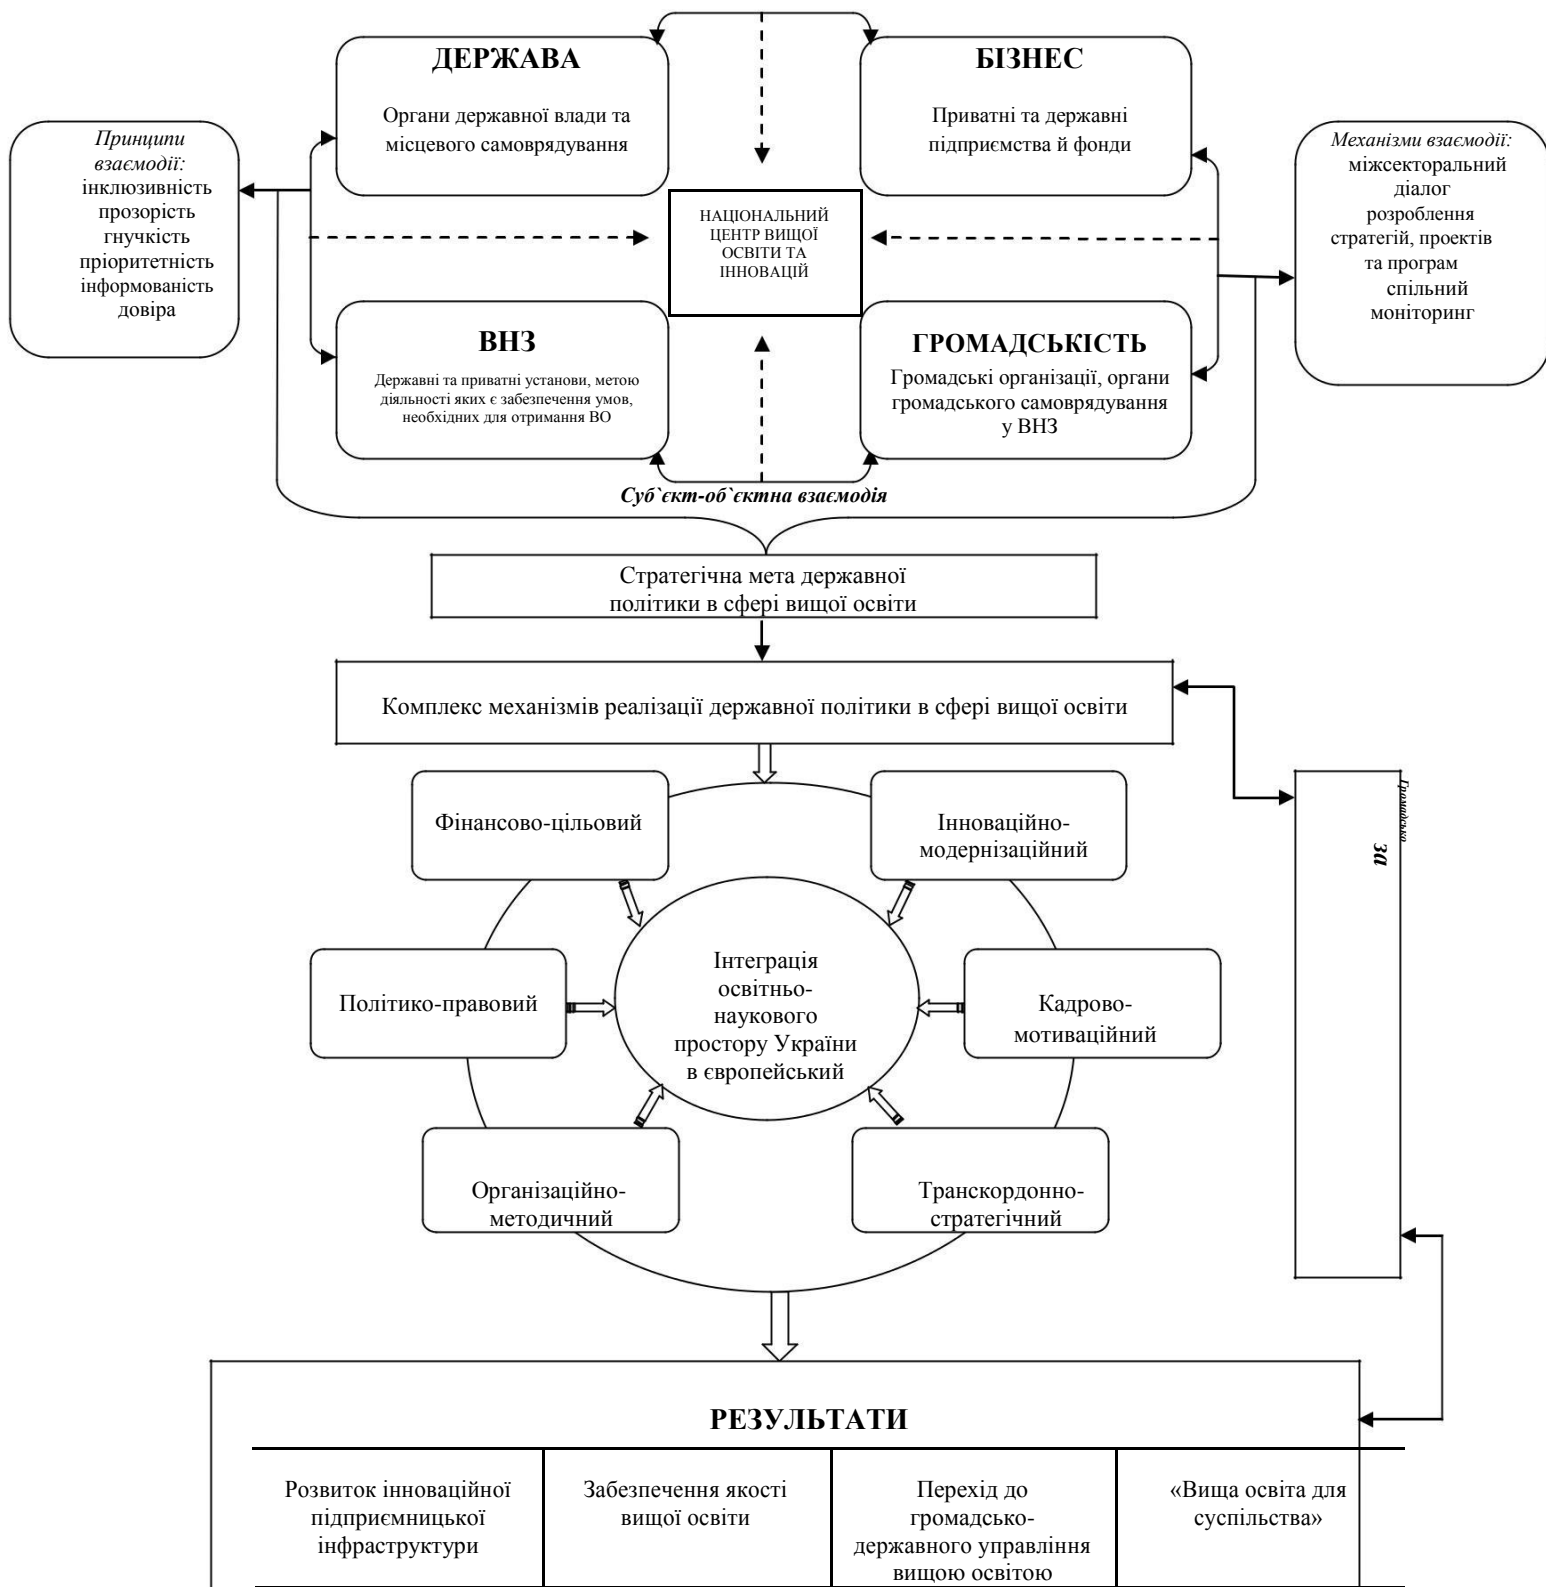 ДЕРЖАВА
Органи державної влади та
місцевого самоврядування
БІЗНЕС
Приватні та державні
підприємства й фонди
Принципи
взаємодії:
інклюзивність
прозорість
гнучкість
пріоритетність
інформованість
довіра
НАЦІОНАЛЬНИЙ
ЦЕНТР ВИЩОЇ
ОСВІТИ ТА
ІННОВАЦІЙ
Механізми взаємодії:
міжсекторальний
діалог
розроблення
стратегій, проектів
та програм
спільний
моніторинг
ВНЗ
Державні та приватні установи, метою
діяльності яких є забезпечення умов,
необхідних для отримання ВО
ГРОМАДСЬКІСТЬ
Громадські організації, органи
громадського самоврядування
у ВНЗ
Суб`єкт-об`єктна взаємодія
Стратегічна мета державної
політики в сфері вищої освіти
Комплекс механізмів реалізації державної політики в сфері вищої освіти
Фінансово-цільовий
Інноваційно-
модернізаційний
Політико-правовий
Інтеграція
освітньо-
наукового
простору України
в європейський
Кадрово-
мотиваційний
Організаційно-
методичний
Транскордонно-
стратегічний
Громадсько
за
РЕЗУЛЬТАТИ
Розвиток інноваційної
підприємницької
інфраструктури
Забезпечення якості
вищої освіти
Перехід до
громадсько-
державного управління
вищою освітою
«Вища освіта для
суспільства»